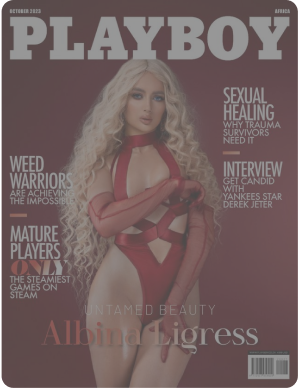 OCTOBER 2023
AFRICA
PLAYBOY
SEXUAL
HEALING
WHY TRAUMA
SURVIVORS
NEED IT
WEED
WARRIORS
ARE ACHIEVING
THE IMPOSSIBLE
INTERVIEW
GET CANDID
WITH
YANKEES STAR
DEREK JETER
MATURE
PLAYERS
ONLY
THE STEAMIEST
GAMES ON
STEAM
UNTAMED BEAUTY
Albina Ligress